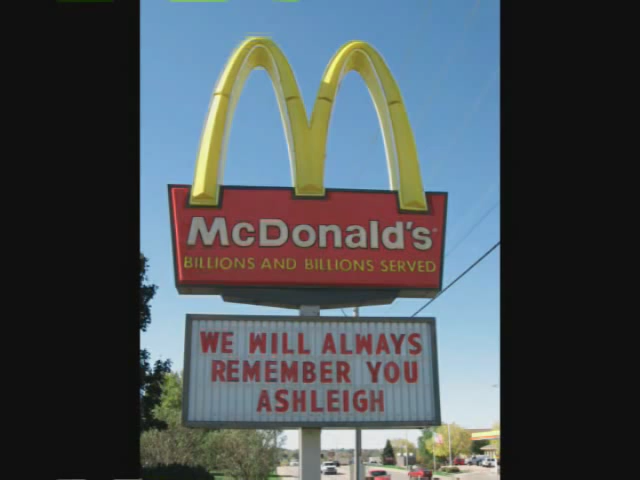 McDonald's
BILLIONS AND BILLIONS SERVED
WE WILL ALWAYS
REMEMBER YOU
ASHLEIGH